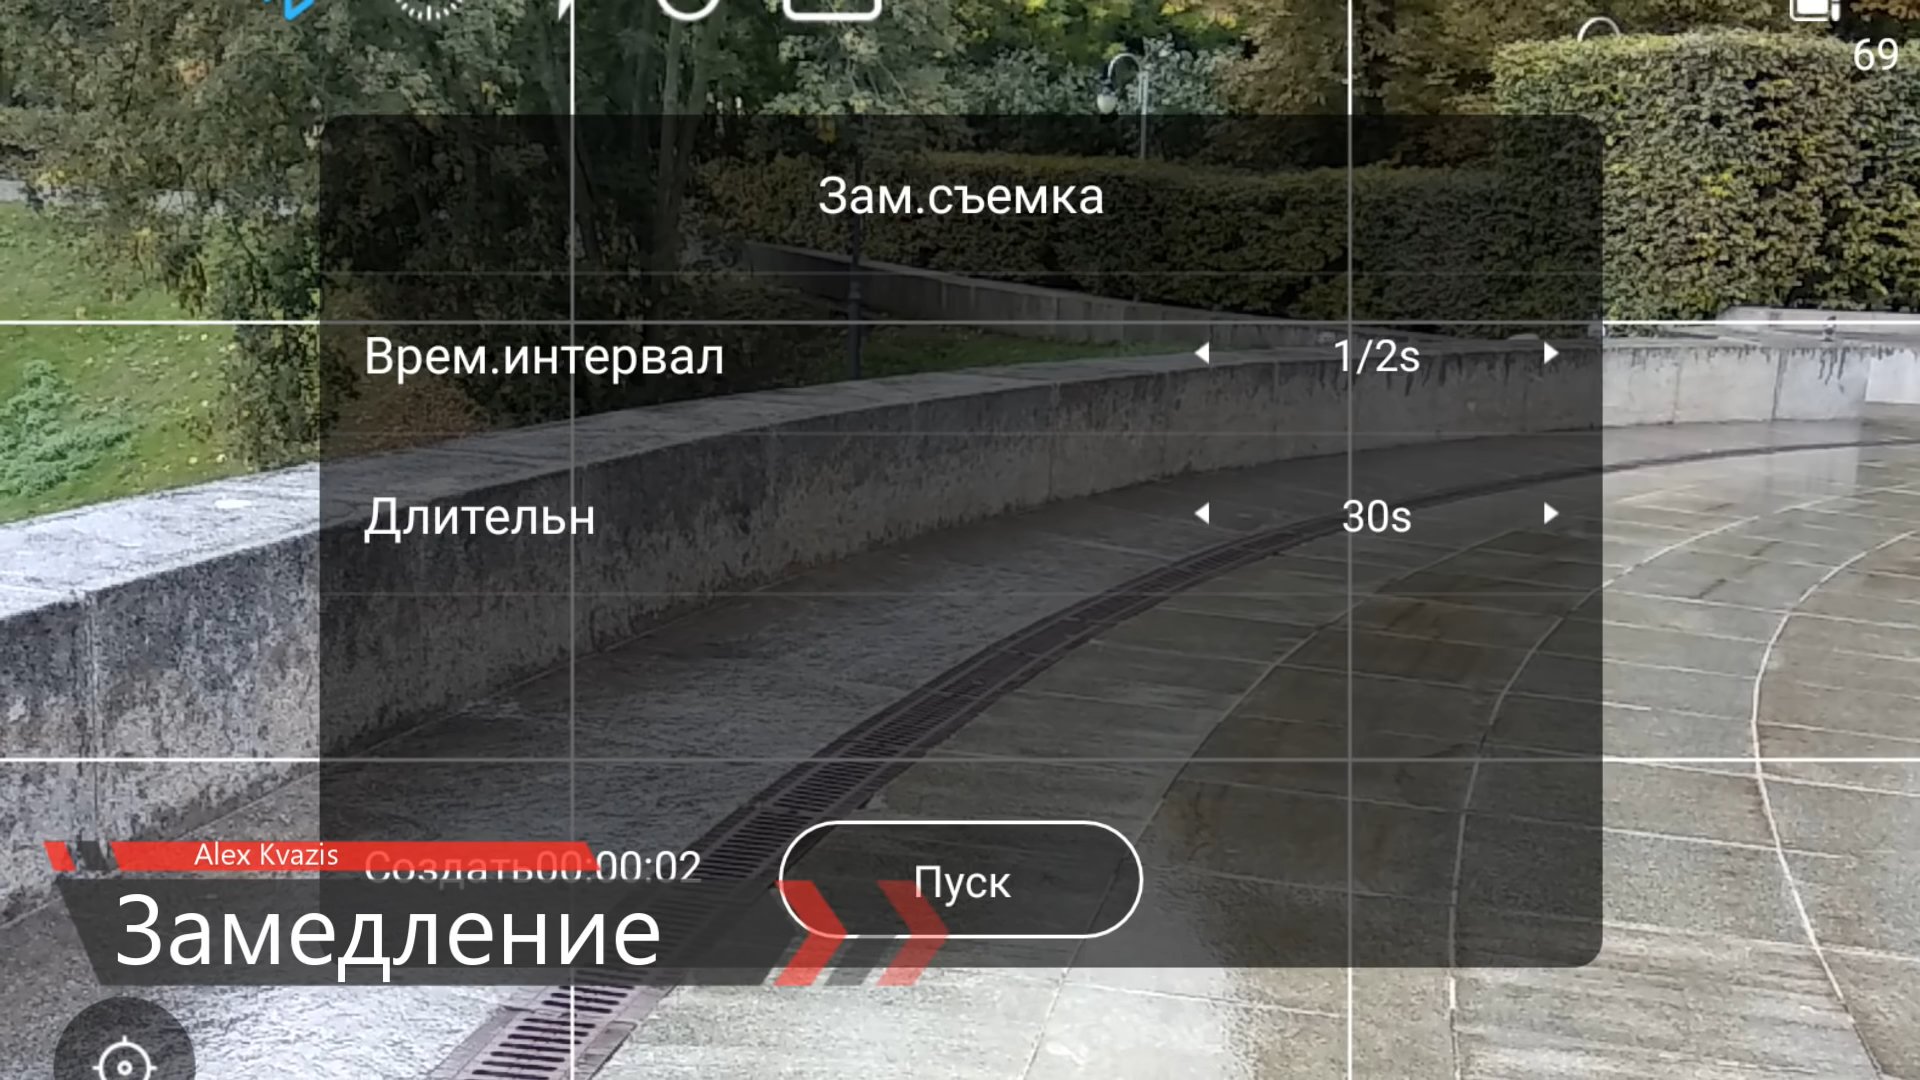 69
Зам.съемка
Врем.интервал 1/2s
Длительн 30s
Создать00:00:02
Пуск
Alex Kvazis
Замедление